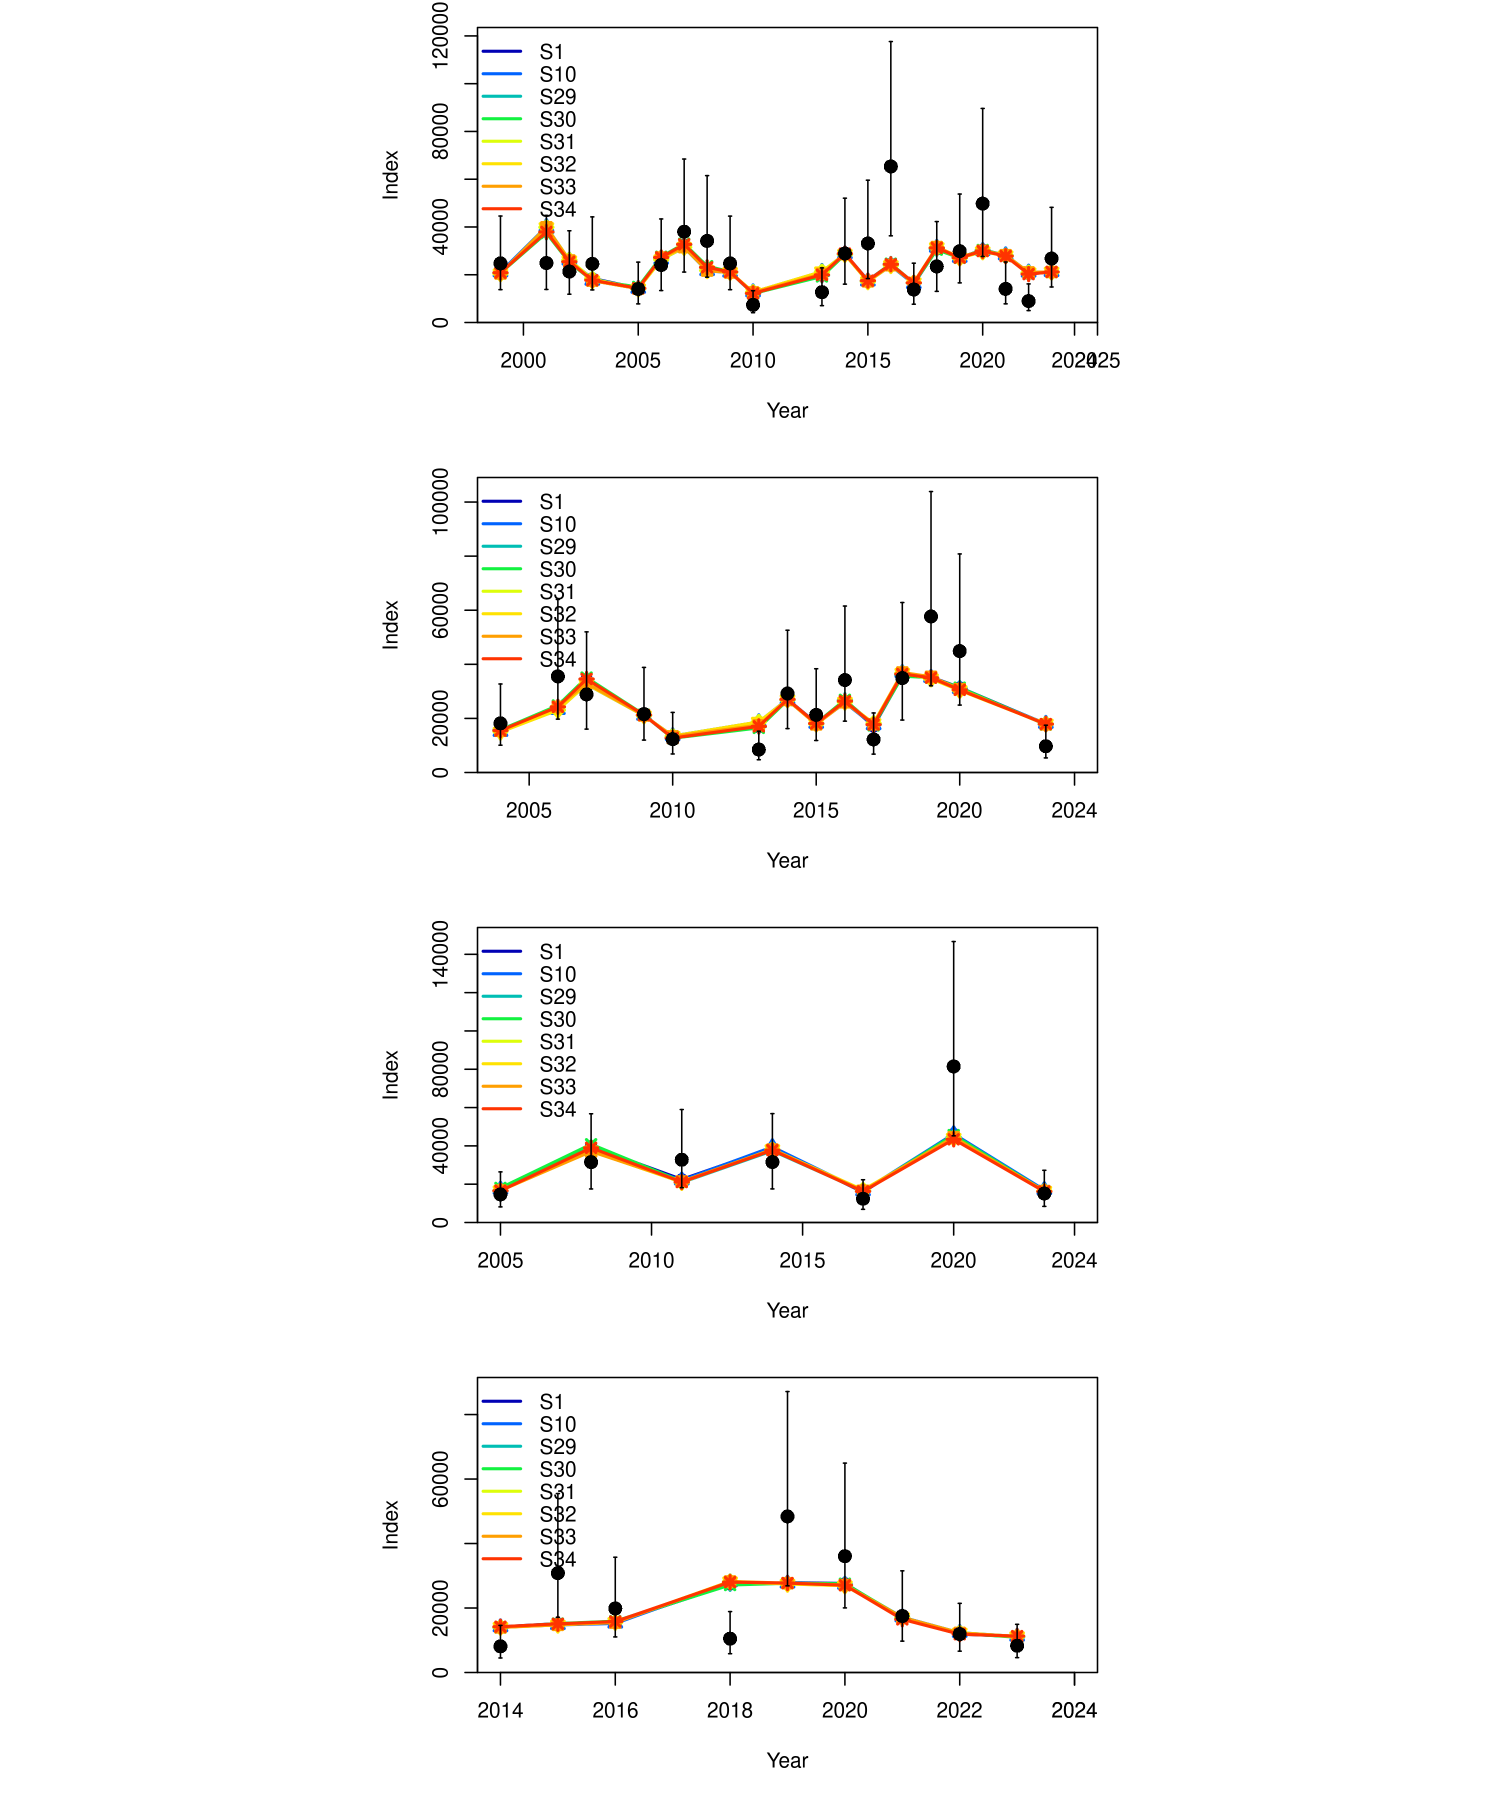 120000
80000
40000
0
Index
S1
S10
S29
S30
S31
S32
S33
S34
2000 2005 2010 2015 2020 2024 2025
Year
100000
60000
20000
0
Index
S1
S10
S29
S30
S31
S32
S33
S34
2005 2010 2015 2020 2024
Year
140000
80000
40000
0
Index
S1
S10
S29
S30
S31
S32
S33
S34
2005 2010 2015 2020 2024
Year
60000
20000
0
Index
S1
S10
S29
S30
S31
S32
S33
S34
2014 2016 2018 2020 2022 2024
Year